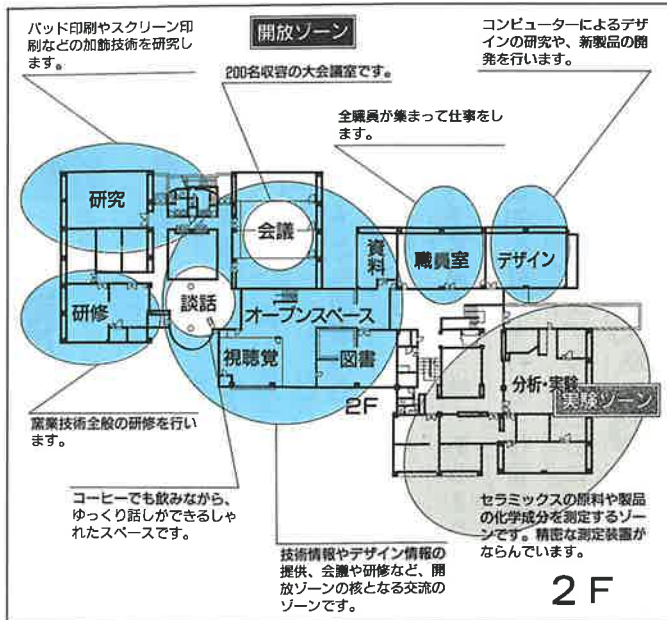 パッド印刷やスクリーン印
刷などの加飾技術を研究し
ます。
開放ゾーン
200名収容の大会議室です。
コンピューターによるデザ
インの研究や、新製品の開
発を行います。
全職員が集まって仕事をし
ます。
研究
会議
資料
職員室
デザイン
研修
談話
オープンスペース
視聴覚
図書
2F
分析・実験
実験ゾーン
窯業技術全般の研修を行い
ます。
コーヒーでも飲みながら、
ゆっくり話しができるしゃ
れたスペースです。
技術情報やデザイン情報の
提供、会議や研修など、開
放ゾーンの核となる交流の
ゾーンです。
セラミックスの原料や製品
の化学成分を測定するゾー
ンです。精密な測定装置が
ならんでいます。
2F